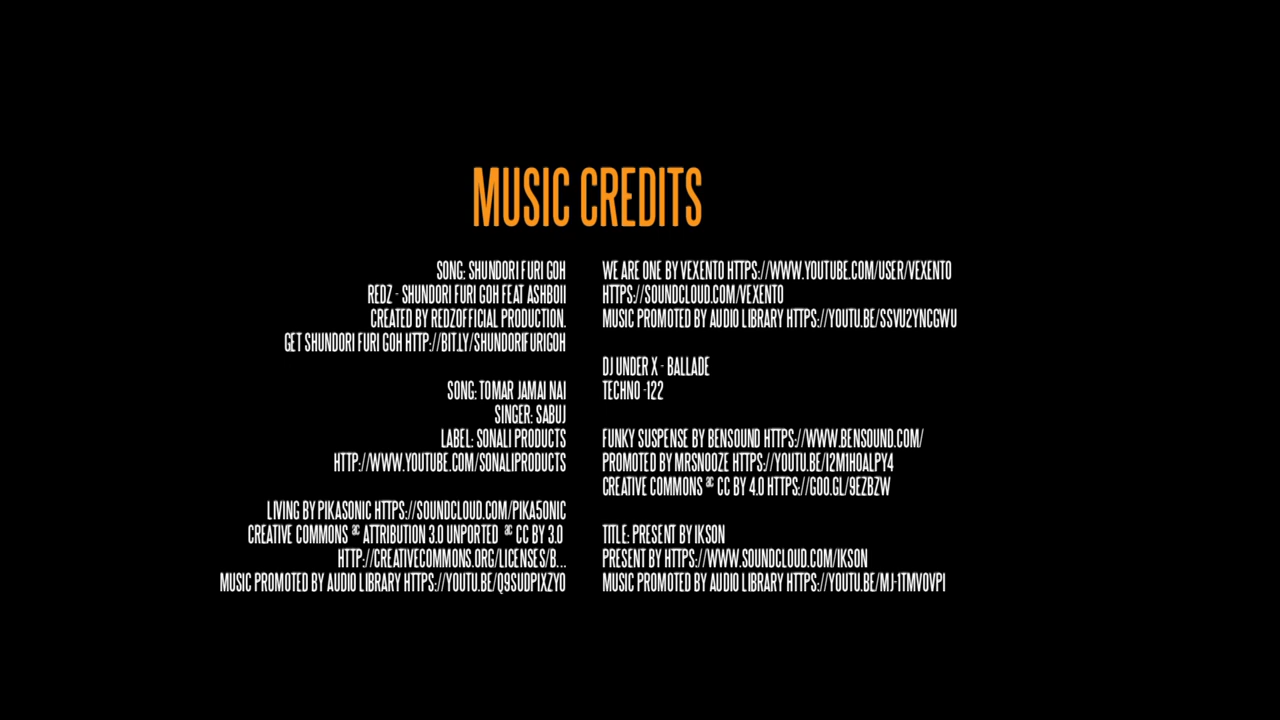 MUSIC CREDITS
SONG: SHUNDORI FURI GOH
REDZ - SHUNDORI FURI GOH FEAT ASHBOII
CREATED BY REDZOFFICIAL PRODUCTION.
GET SHUNDORI FURI GOH HTTP://BIT.LY/SHUNDORIFURIGOH
SONG: TOMAR JAMAI NAI
SINGER: SABUJ
LABEL: SONALI PRODUCTS
HTTP://WWW.YOUTUBE.COM/SONALIPRODUCTS
LIVING BY PIKASONIC HTTPS://SOUNDCLOUD.COM/PIKA5ONIC
CREATIVE COMMONS ATTRIBUTION 3.0 UNPORTED CC BY 3.0
HTTP://CREATIVECOMMONS.ORG/LICENSES/B...
MUSIC PROMOTED BY AUDIO LIBRARY HTTPS://YOUTU.BE/Q9SUDPIXZYO
WE ARE ONE BY VEXENTO HTTPS://WWW.YOUTUBE.COM/USER/VEXENTO
HTTPS://SOUNDCLOUD.COM/VEXENTO
MUSIC PROMOTED BY AUDIO LIBRARY HTTPS://YOUTU.BE/SSVU2YNCGWU
DJ UNDER X - BALLADE
TECHNO -122
FUNKY SUSPENSE BY BENSOUND HTTPS://WWW.BENSOUND.COM/
PROMOTED BY MRSNOOZE HTTPS://YOUTU.BE/I2M1HOALPY4
CREATIVE COMMONS CC BY 4.0 HTTPS://GOO.GL/9EZBZW
TITLE: PRESENT BY IKSON
PRESENT BY HTTPS://WWW.SOUNDCLOUD.COM/IKSON
MUSIC PROMOTED BY AUDIO LIBRARY HTTPS://YOUTU.BE/MJ-1TMVOVPI